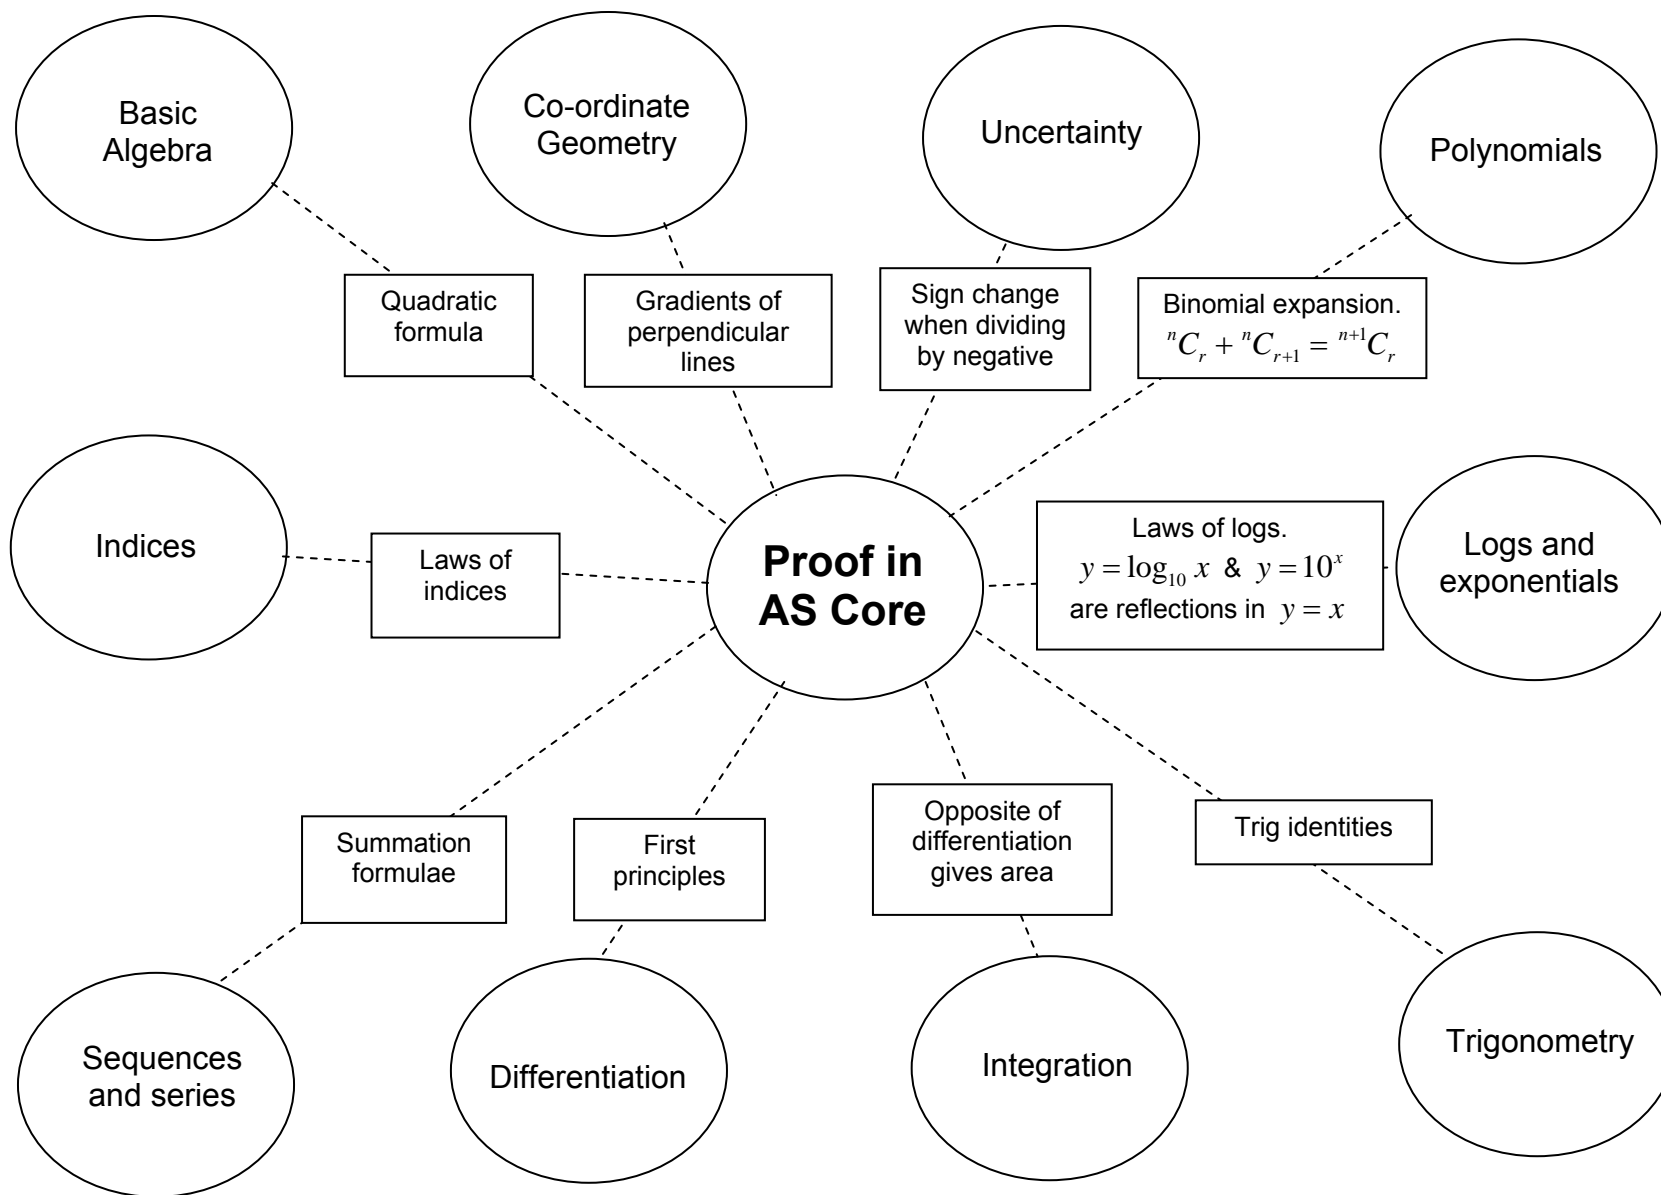 Basic
Algebra
Co-ordinate
Geometry
Uncertainty
Polynomials
Quadratic
formula
Gradients of
perpendicular
lines
Sign change
when dividing
by negative
Binomial expansion.
ⁿCᵣ + ⁿCᵣ₊₁ = ⁿ⁺¹Cᵣ
Indices
Laws of
indices
Proof in
AS Core
Laws of logs.
y = log₁₀ x & y = 10ˣ
are reflections in y = x
Logs and
exponentials
Summation
formulae
First
principles
Opposite of
differentiation
gives area
Trig identities
Sequences
and series
Differentiation
Integration
Trigonometry